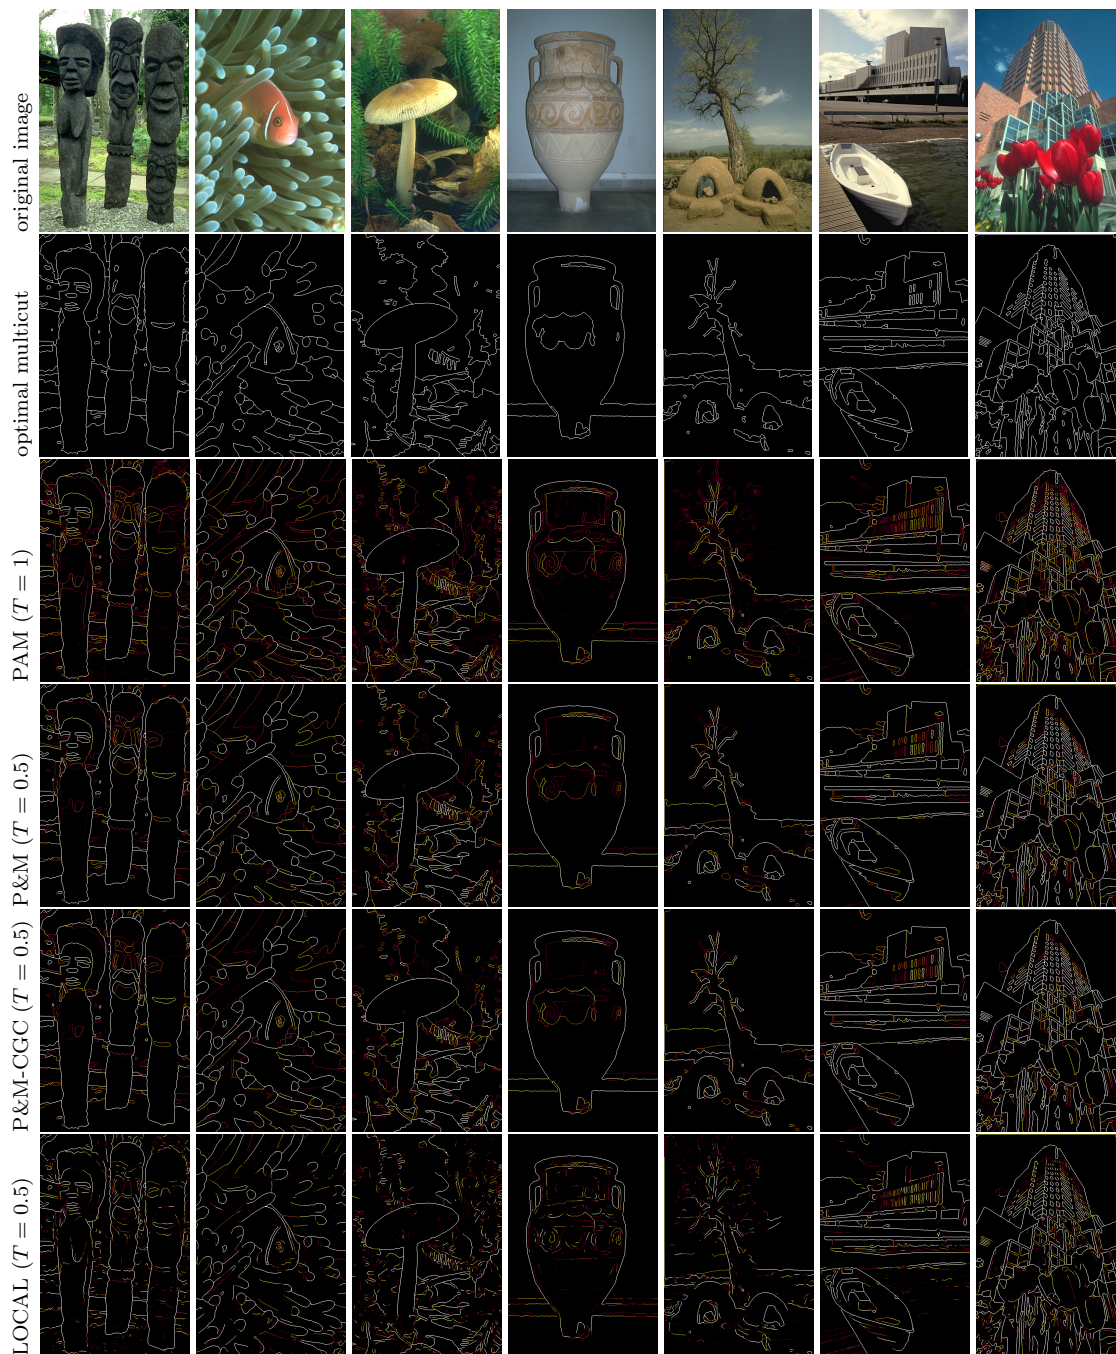 original image
optimal multicut
PAM (T = 1)
P&M (T = 0.5)
P&M-CGC (T = 0.5)
LOCAL (T = 0.5)